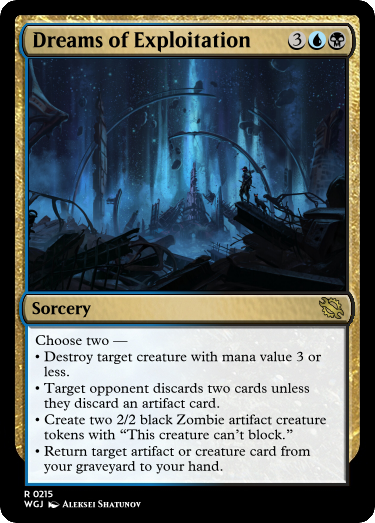 Dreams of Exploitation 3
Sorcery
Choose two —
• Destroy target creature with mana value 3 or
less.
• Target opponent discards two cards unless
they discard an artifact card.
• Create two 2/2 black Zombie artifact creature
tokens with “This creature can’t block.”
• Return target artifact or creature card from
your graveyard to your hand.
R 0215
WGJ Aleksei Shatunov